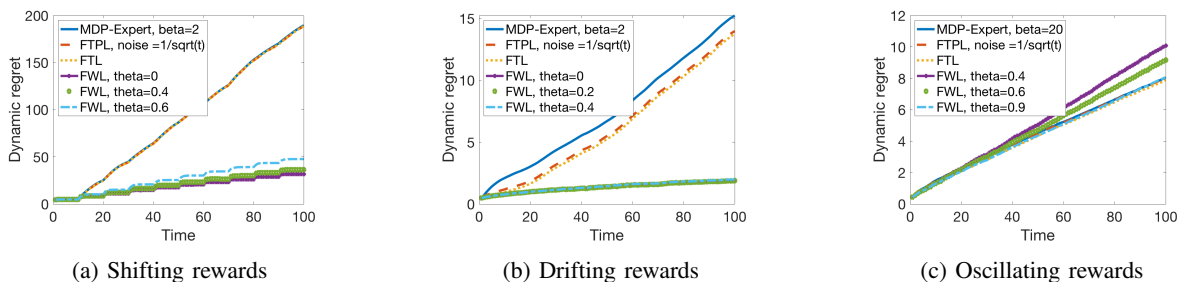 200
150
100
50
0
Dynamic regret
MDP-Expert, beta=2
FTPL, noise =1/sqrt(t)
FTL
FWL, theta=0
FWL, theta=0.4
FWL, theta=0.6
0 20 40 60 80 100
Time
(a) Shifting rewards
15
10
5
0
Dynamic regret
MDP-Expert, beta=2
FTPL, noise =1/sqrt(t)
FTL
FWL, theta=0
FWL, theta=0.2
FWL, theta=0.4
0 20 40 60 80 100
Time
(b) Drifting rewards
12
10
8
6
4
2
0
Dynamic regret
MDP-Expert, beta=20
FTPL, noise =1/sqrt(t)
FTL
FWL, theta=0.4
FWL, theta=0.6
FWL, theta=0.9
0 20 40 60 80 100
Time
(c) Oscillating rewards